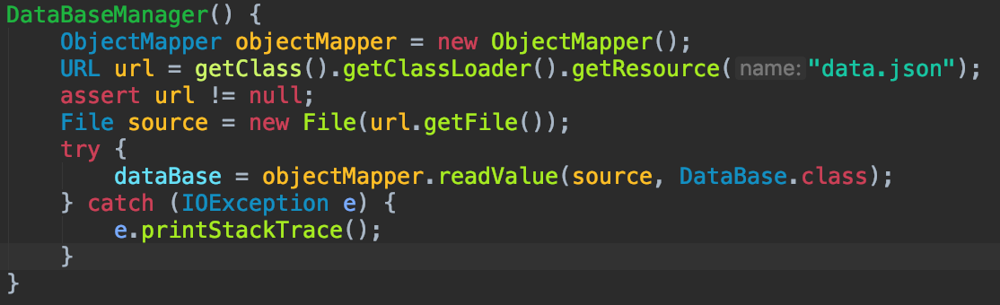 DataBaseManager() {
    ObjectMapper objectMapper = new ObjectMapper();
    URL url = getClass().getClassLoader().getResource( name: "data.json");
    assert url != null;
    File source = new File(url.getFile());
    try {
        dataBase = objectMapper.readValue(source, DataBase.class);
    } catch (IOException e) {
        e.printStackTrace();
    }
}